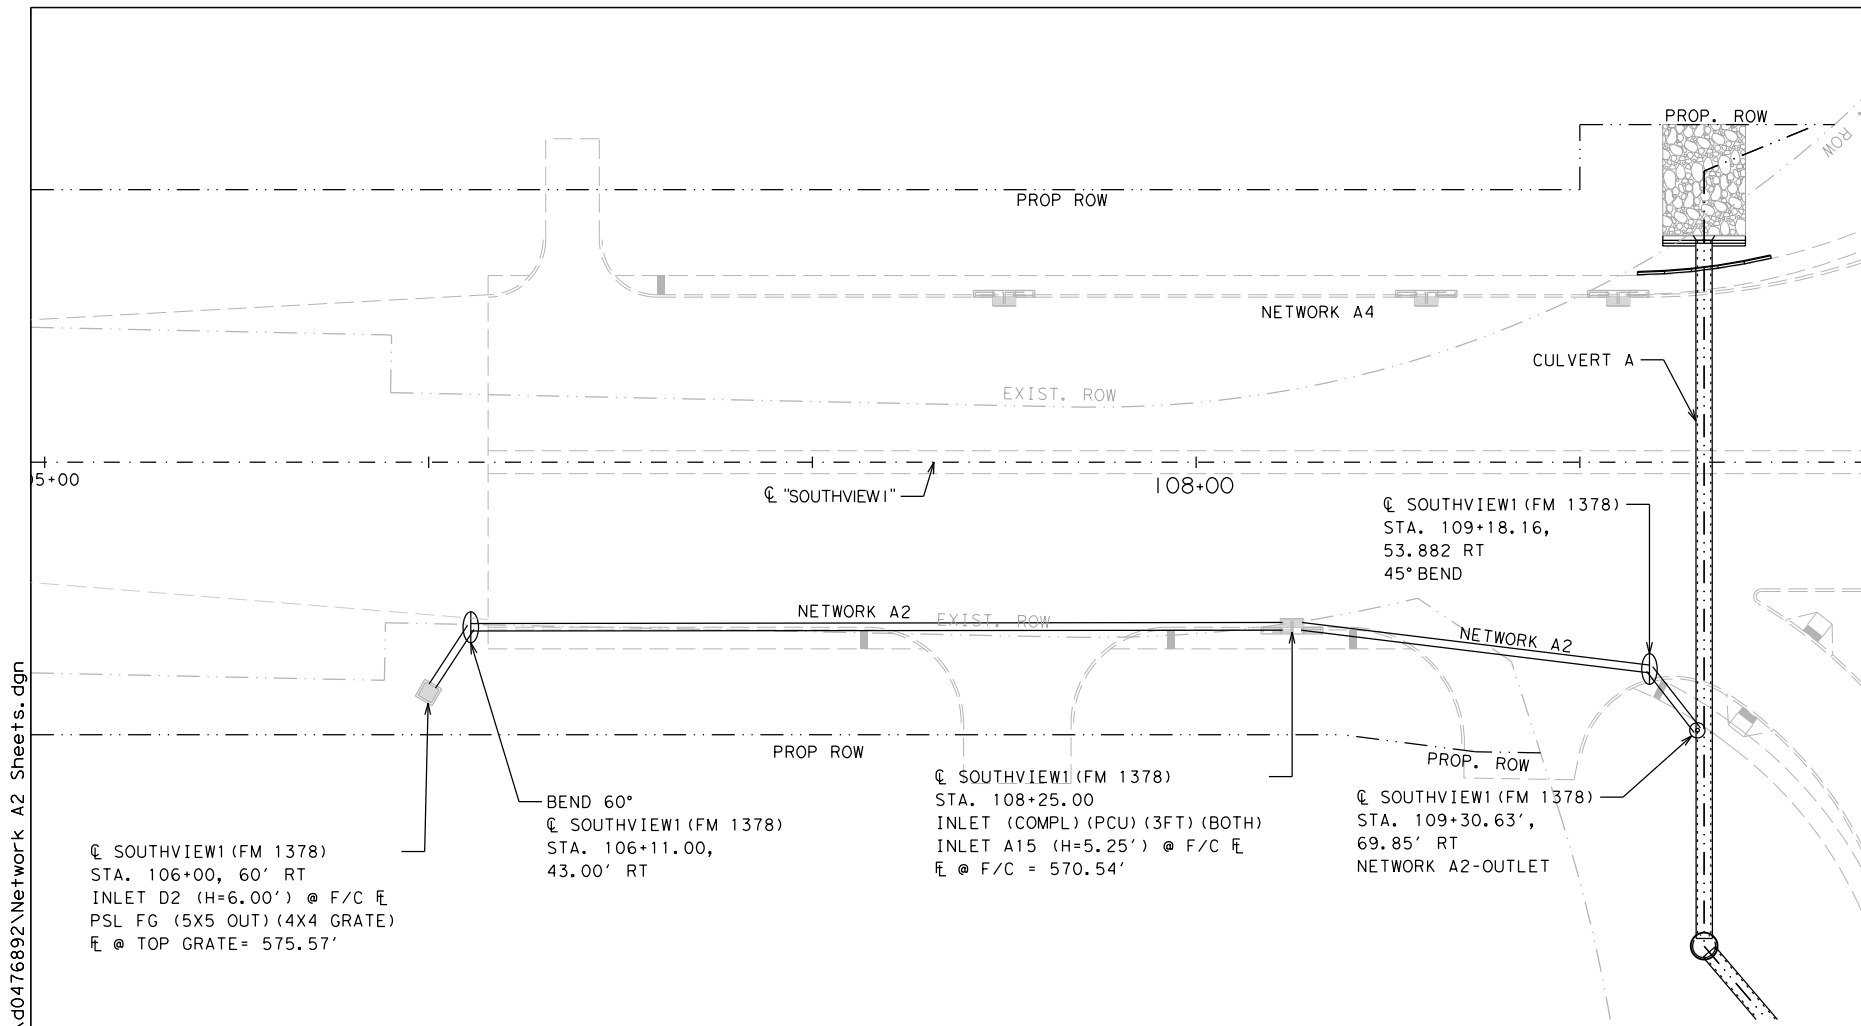 PROP. ROW
ROW
PROP ROW
NETWORK A4
CULVERT A
EXIST. ROW
5+00
℄ "SOUTHVIEW1"
108+00
℄ SOUTHVIEW1(FM 1378)
STA. 109+18.16,
53.882 RT
45° BEND
NETWORK A2
EXIST. ROW
NETWORK A2
PROP ROW
PROP. ROW
BEND 60°
℄ SOUTHVIEW1(FM 1378)
STA. 106+11.00,
43.00' RT
℄ SOUTHVIEW1(FM 1378)
STA. 108+25.00
INLET (COMPL)(PCU)(3FT)(BOTH)
INLET A15 (H=5.25') @ F/C FL
FL @ F/C = 570.54'
℄ SOUTHVIEW1(FM 1378)
STA. 109+30.63',
69.85' RT
NETWORK A2-OUTLET
℄ SOUTHVIEW1(FM 1378)
STA. 106+00, 60' RT
INLET D2 (H=6.00') @ F/C FL
PSL FG (5X5 OUT)(4X4 GRATE)
FL @ TOP GRATE= 575.57'
\d0476892\Network A2 Sheets.dgn